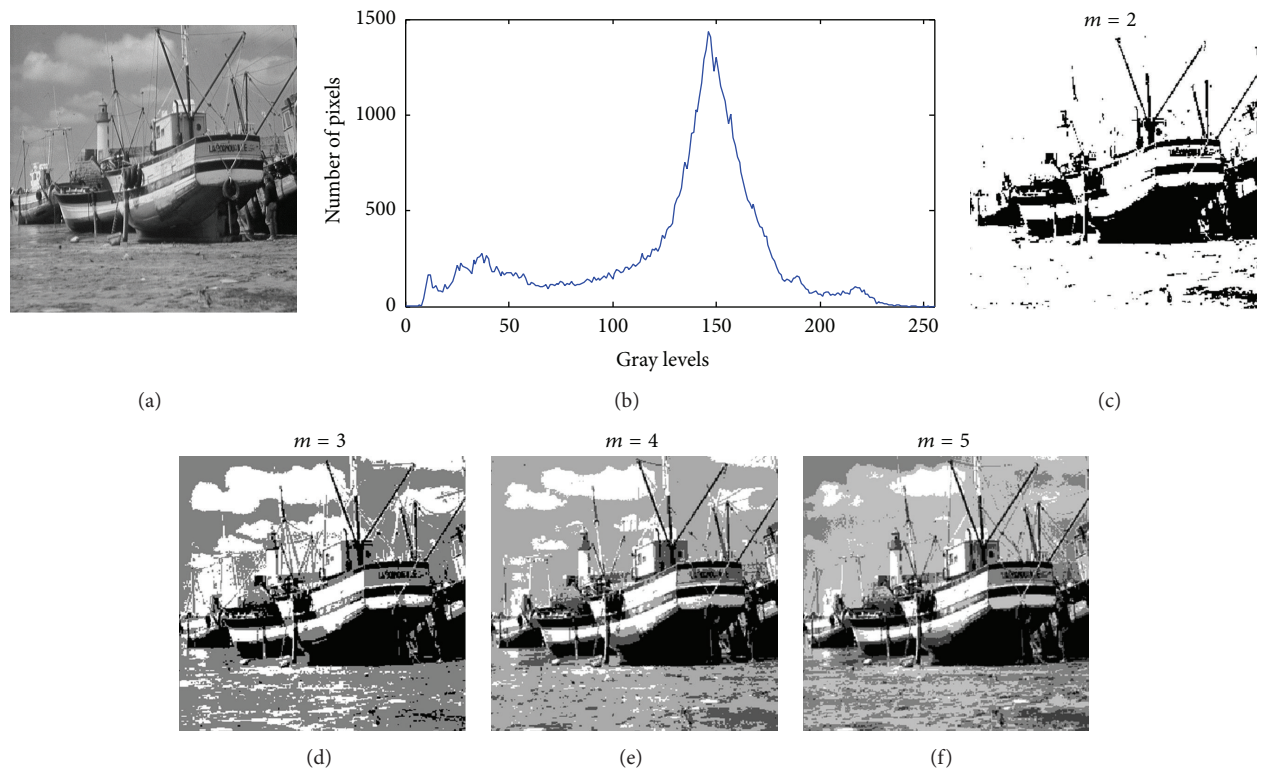 m = 2
1500
1000
500
0
Number of pixels
0 50 100 150 200 250
Gray levels
(a) (b) (c)
m = 3 m = 4 m = 5
(d) (e) (f)